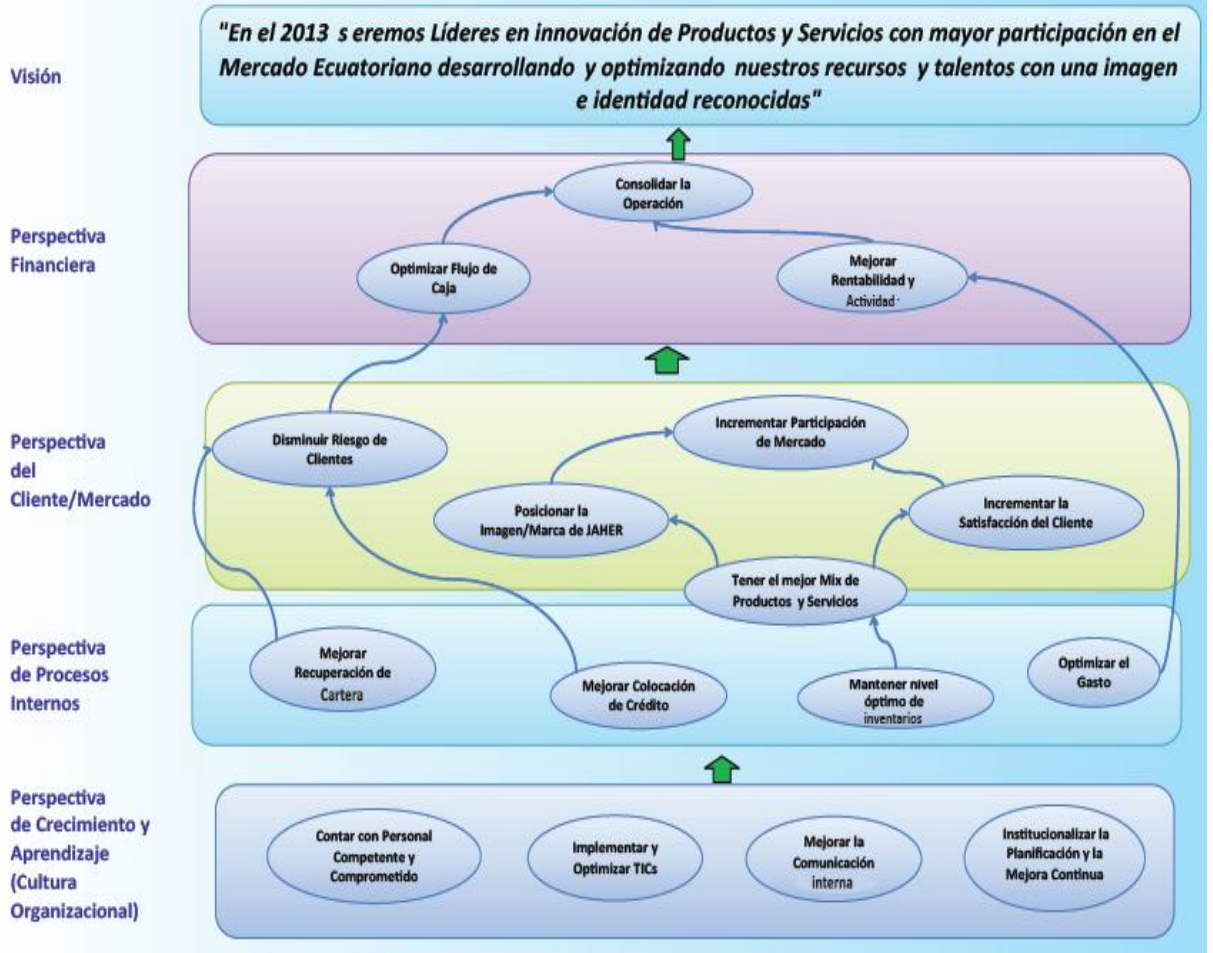 Visión
"En el 2013 s eremos Líderes en innovación de Productos y Servicios con mayor participación en el
Mercado Ecuatoriano desarrollando y optimizando nuestros recursos y talentos con una imagen
e identidad reconocidas"
Perspectiva
Financiera
Consolidar la
Operación
Optimizar Flujo de
Caja
Mejorar
Rentabilidad y
Actividad
Perspectiva
del
Cliente/Mercado
Disminuir Riesgo de
Clientes
Incrementar Participación
de Mercado
Posicionar la
Imagen/Marca de JAHER
Incrementar la
Satisfacción del Cliente
Tener el mejor Mix de
Productos y Servicios
Perspectiva
de Procesos
Internos
Mejorar
Recuperación de
Cartera
Mejorar Colocación
de Crédito
Mantener nivel
óptimo de
inventarios
Optimizar el
Gasto
Perspectiva
de Crecimiento y
Aprendizaje
(Cultura
Organizacional)
Contar con Personal
Competente y
Comprometido
Implementar y
Optimizar TICs
Mejorar la
Comunicación
interna
Institucionalizar la
Planificación y la
Mejora Continua